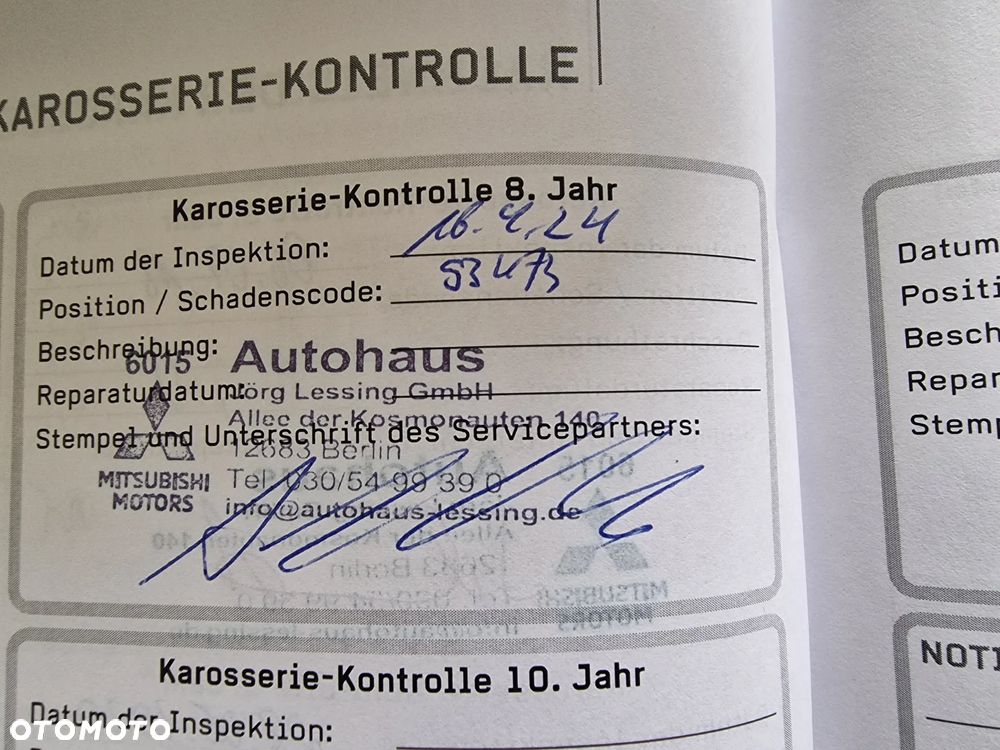 KAROSSERIE-KONTROLLE
Karosserie-Kontrolle 8. Jahr
Datum der Inspektion: 16.4.24
Position / Schadenscode: 93473
Beschreibung:
Reparaturdatum:
Stempel und Unterschrift des Servicepartners:
6015 Autohaus
Jörg Lessing GmbH
Allee der Kosmonauten 140
12683 Berlin
Tel 030/54 99 39 0
info@autohaus-lessing.de
MITSUBISHI
MOTORS
Karosserie-Kontrolle 10. Jahr
Datum der Inspektion:
Datum
Positi
Besch
Repar
Stemp
NOTI
OTOMOTO